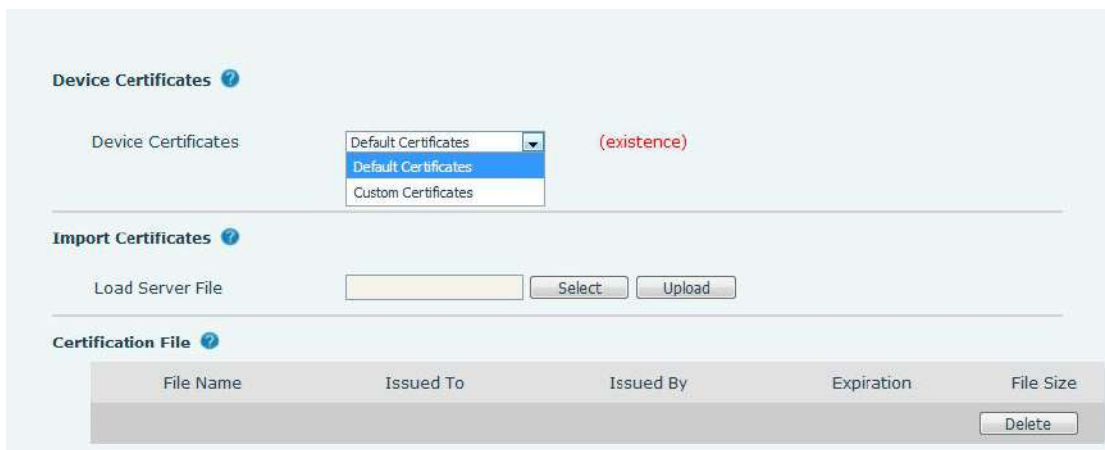 Device Certificates
Device Certificates Default Certificates (existence)
Default Certificates
Custom Certificates
Import Certificates
Load Server File Select Upload
Certification File
File Name Issued To Issued By Expiration File Size
Delete